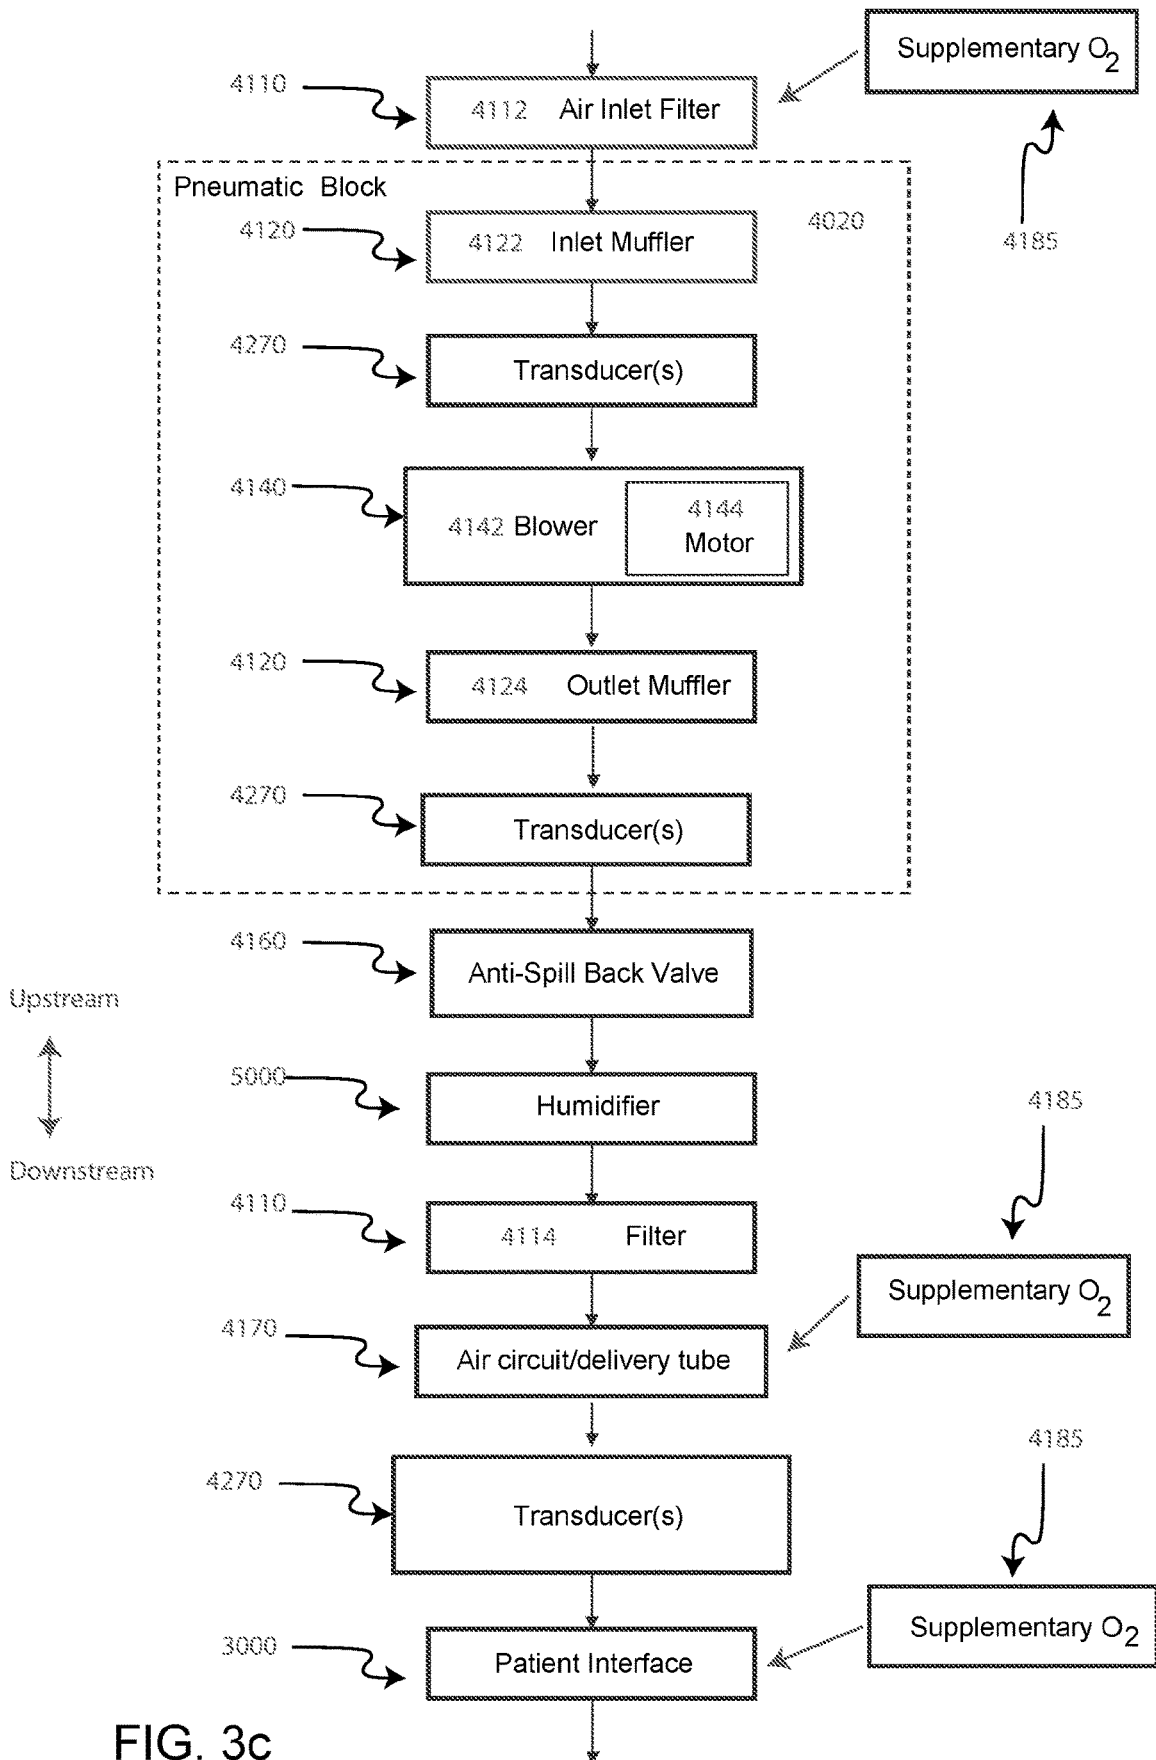 Supplementary O2
4110
4112 Air Inlet Filter
Pneumatic Block
4185
4120
4122 Inlet Muffler
4020
4270
Transducer(s)
4140
4142 Blower
4144
Motor
4120
4124 Outlet Muffler
4270
Transducer(s)
4160
Anti-Spill Back Valve
Upstream
5000
Humidifier
4185
Downstream
4110
4114 Filter
Supplementary O2
4170
Air circuit/delivery tube
4185
4270
Transducer(s)
Supplementary O2
3000
Patient Interface
FIG. 3c